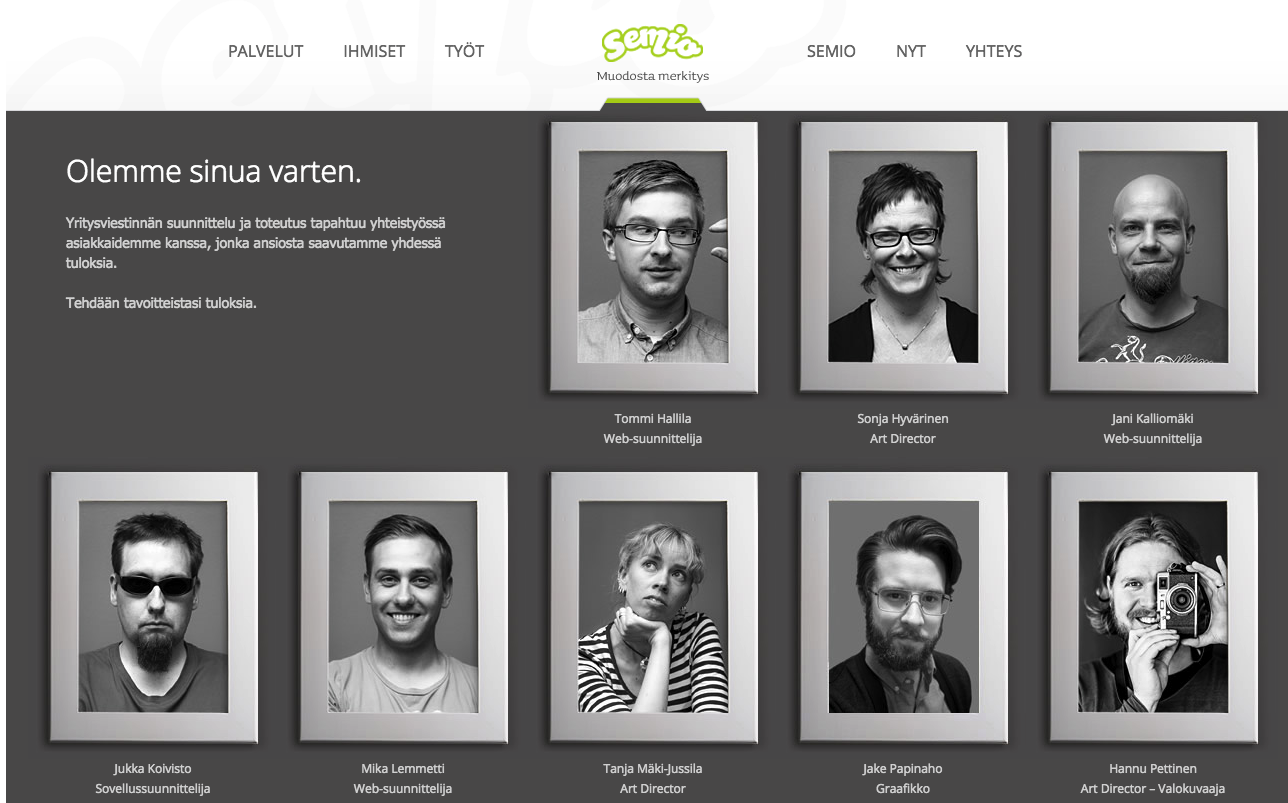 PALVELUT IHMISET TYÖT semio SEMIO NYT YHTEYS
Muodosta merkitys
Olemme sinua varten.
Yritysviestinnän suunnittelu ja toteutus tapahtuu yhteistyössä
asiakkaidemme kanssa, jonka ansiosta saavutamme yhdessä
tuloksia.
Tehdään tavoitteistasi tuloksia.
Tommi Hallila
Web-suunnittelija
Sonja Hyvärinen
Art Director
Jani Kalliomäki
Web-suunnittelija
Jukka Koivisto
Sovellussuunnittelija
Mika Lemmetti
Web-suunnittelija
Tanja Mäki-Jussila
Art Director
Jake Papinaho
Graafikko
Hannu Pettinen
Art Director – Valokuvaaja